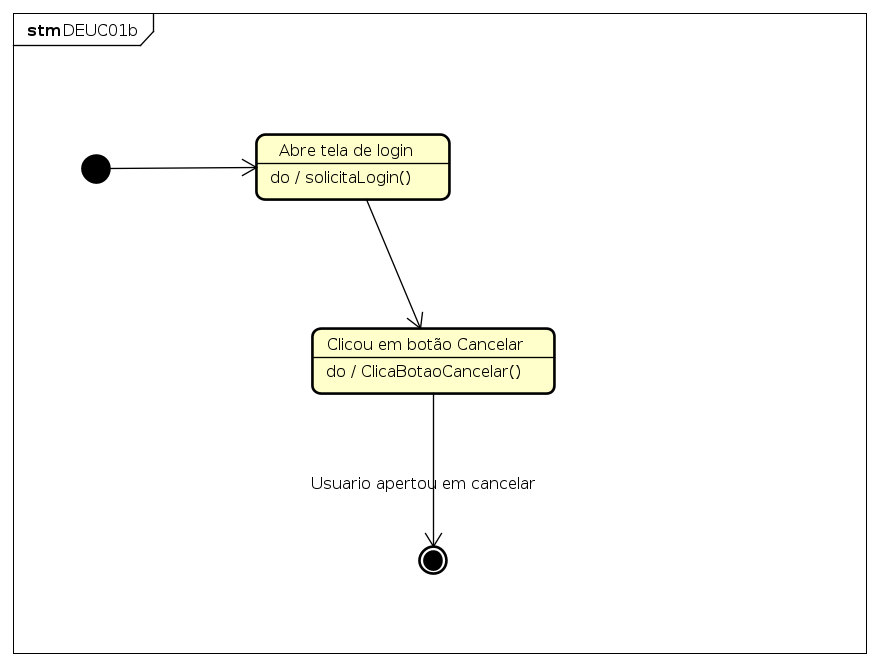 stm DEUC01b
Abre tela de login
do / solicitaLogin()
Clicou em botão Cancelar
do / ClicaBotaoCancelar()
Usuario apertou em cancelar